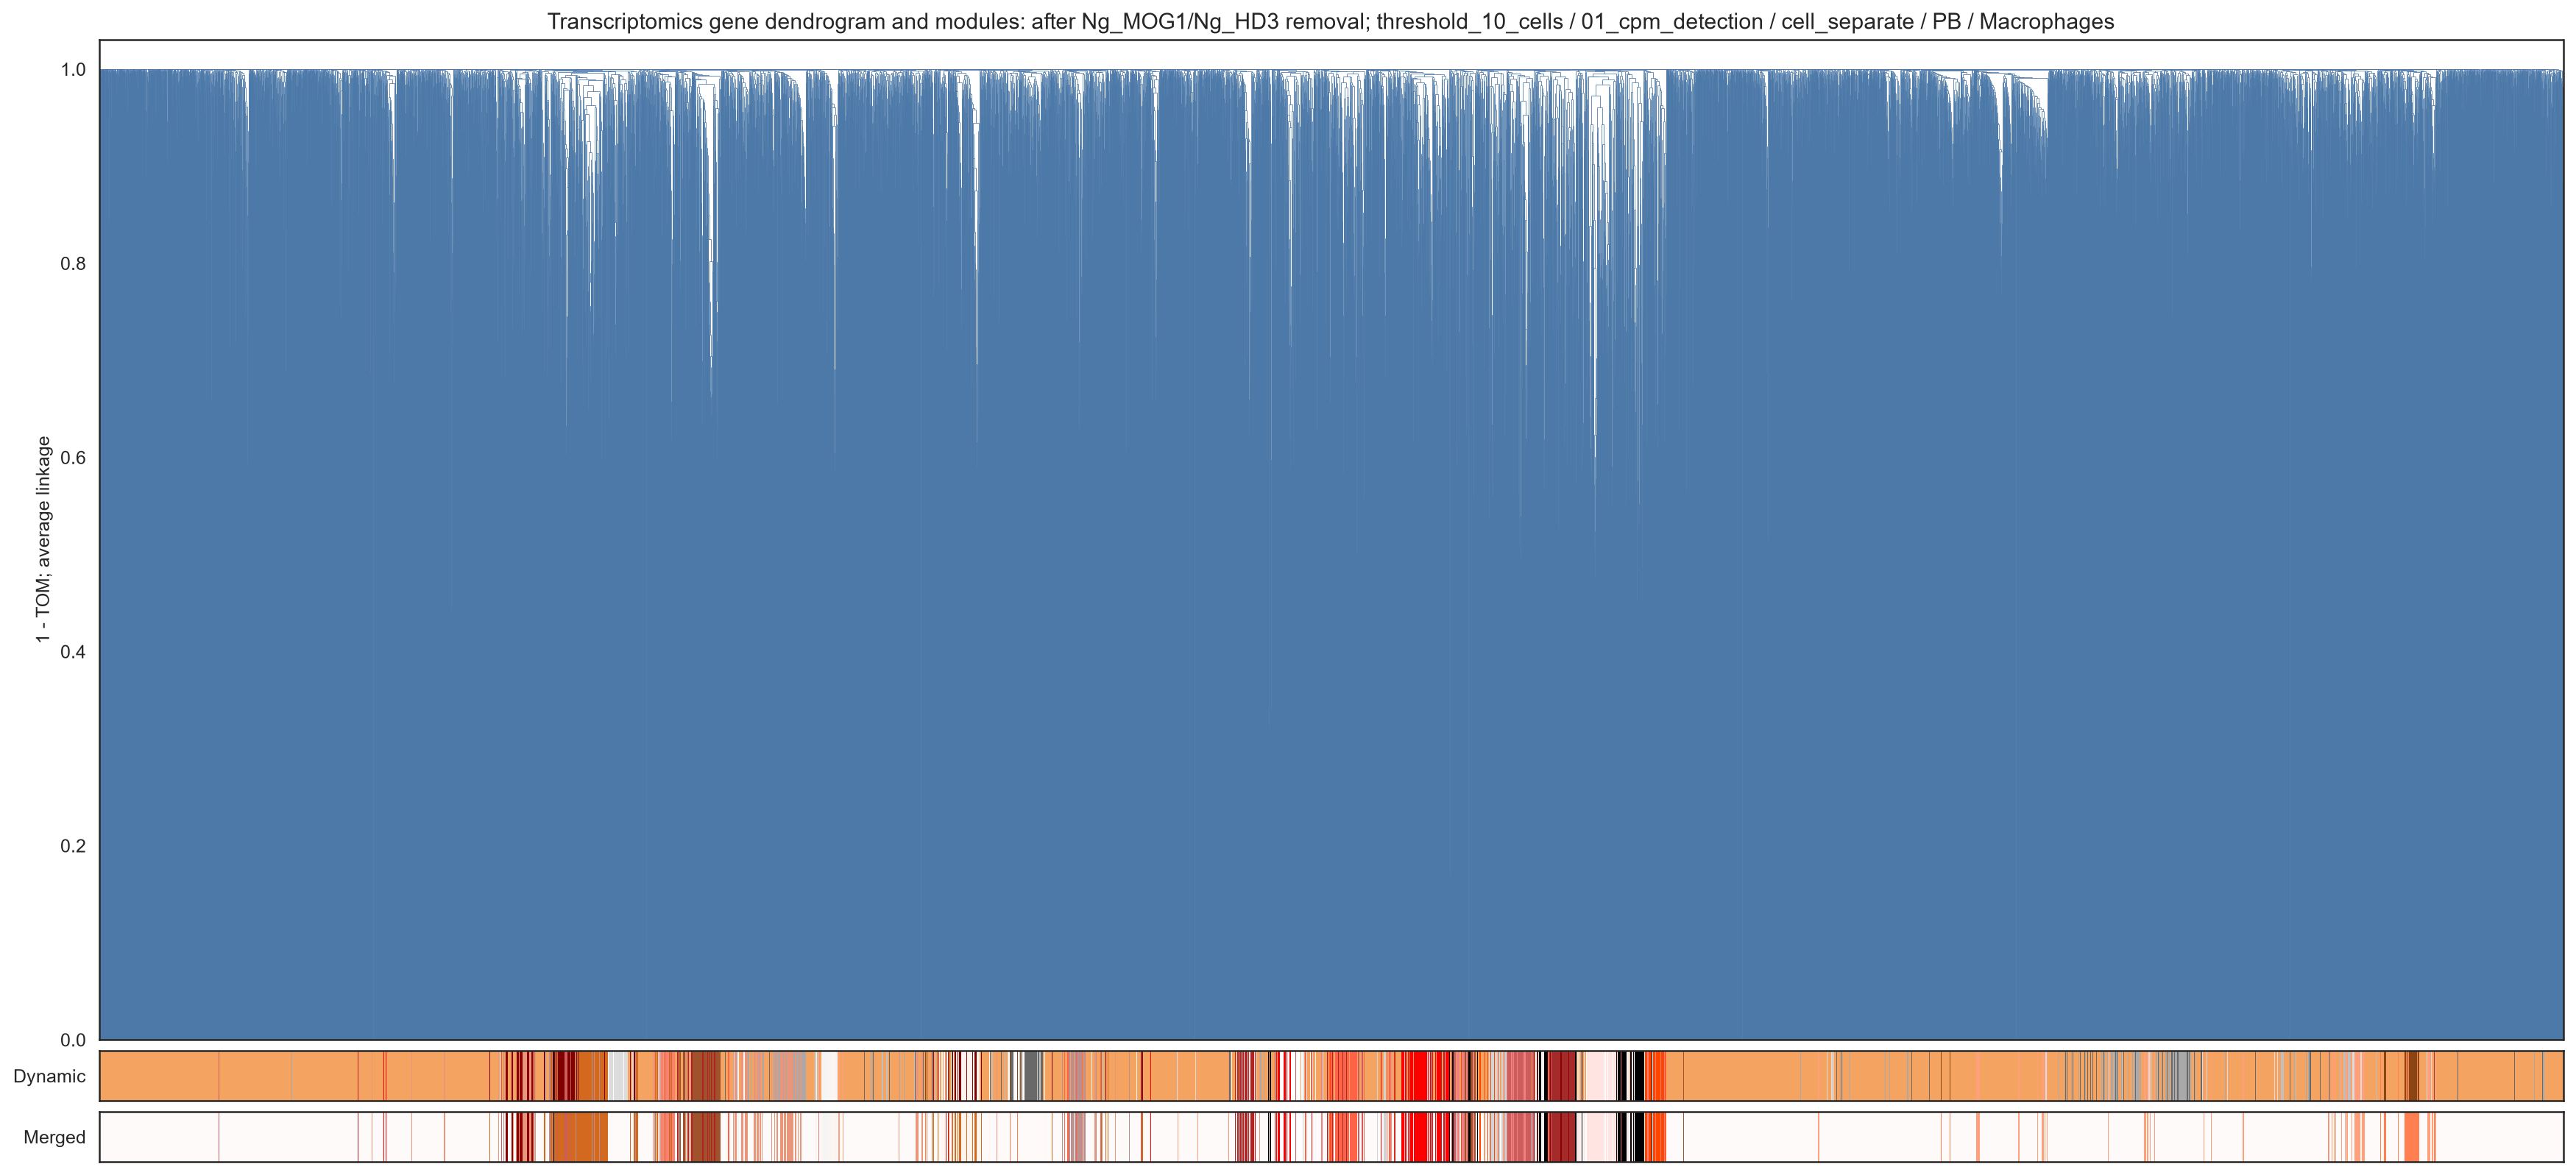 Transcriptomics gene dendrogram and modules: after Ng_MOG1/Ng_HD3 removal; threshold_10_cells / 01_cpm_detection / cell_separate / PB / Macrophages
1.0
0.8
0.6
0.4
0.2
0.0
1 - TOM; average linkage
Dynamic
Merged